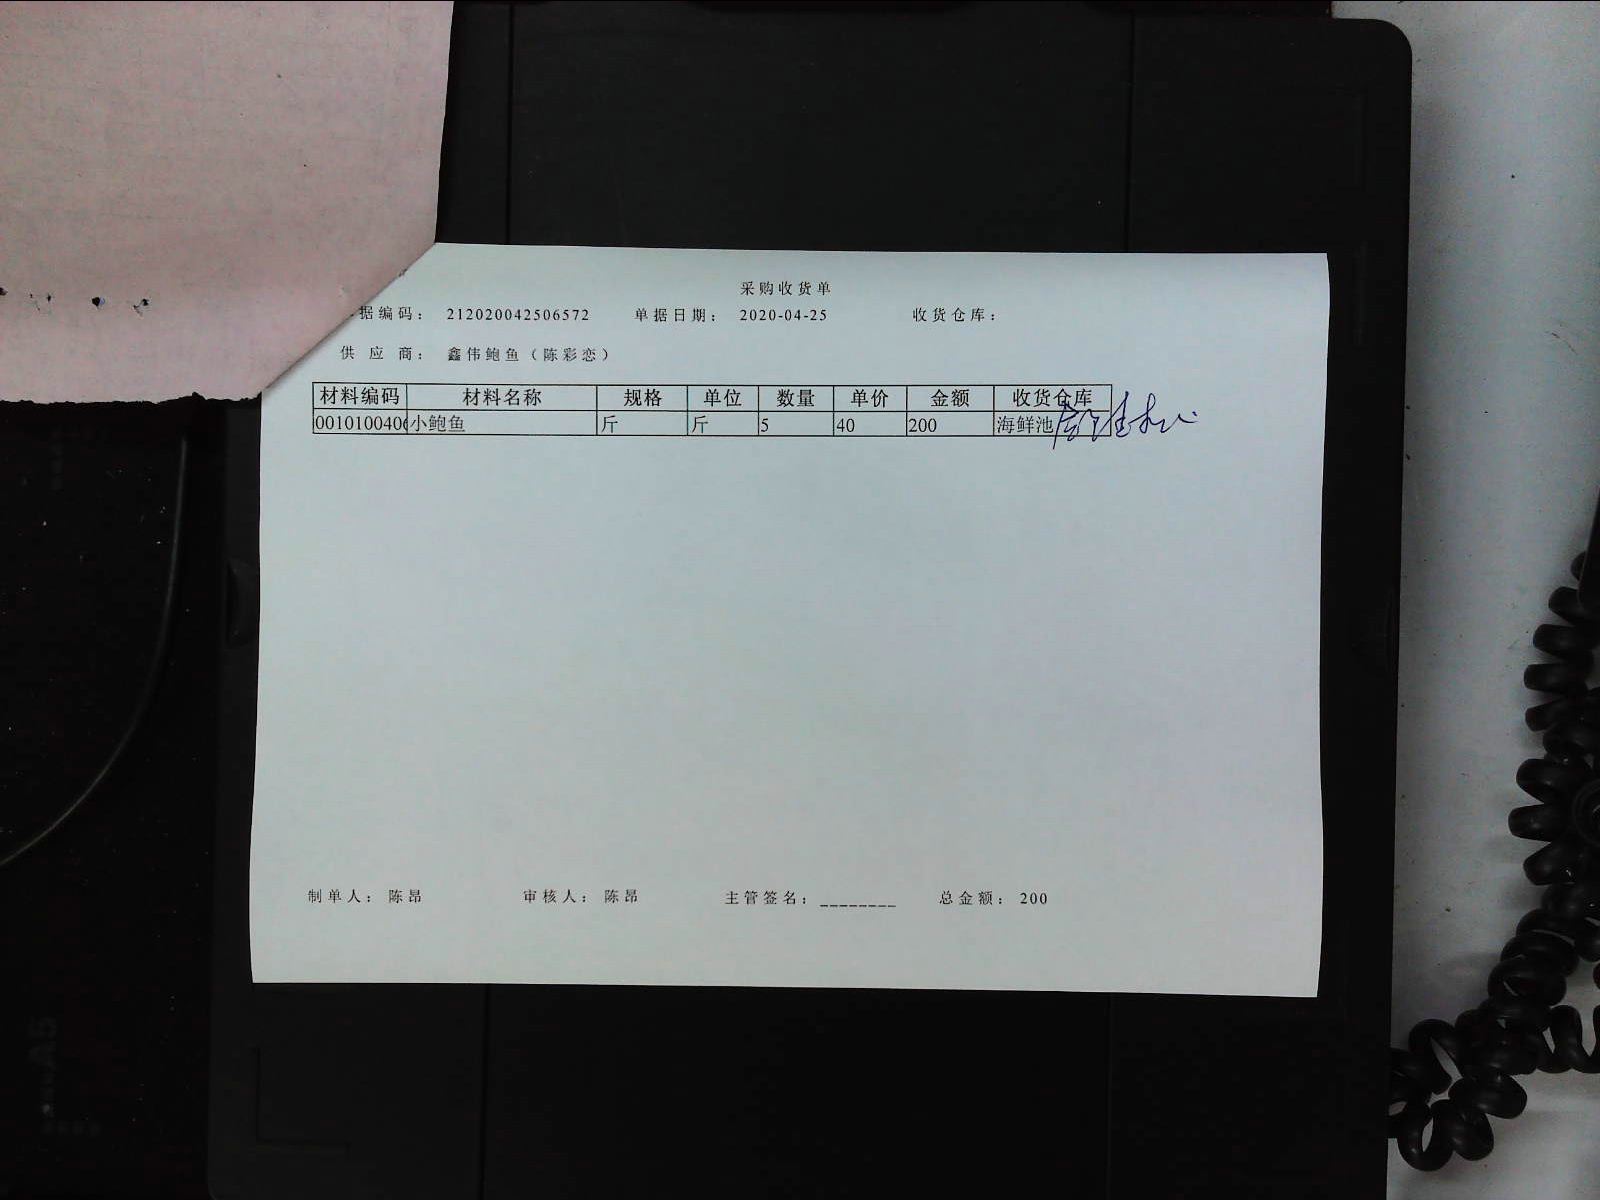 采购收货单
据编码： 212020042506572 单据日期： 2020-04-25 收货仓库：
供应商： 鑫伟鲍鱼（陈彩恋）
材料编码 材料名称 规格 单位 数量 单价 金额 收货仓库
0010100406 小鲍鱼 斤 斤 5 40 200 海鲜池
制单人： 陈昂 审核人： 陈昂 主管签名：________ 总金额： 200
A5